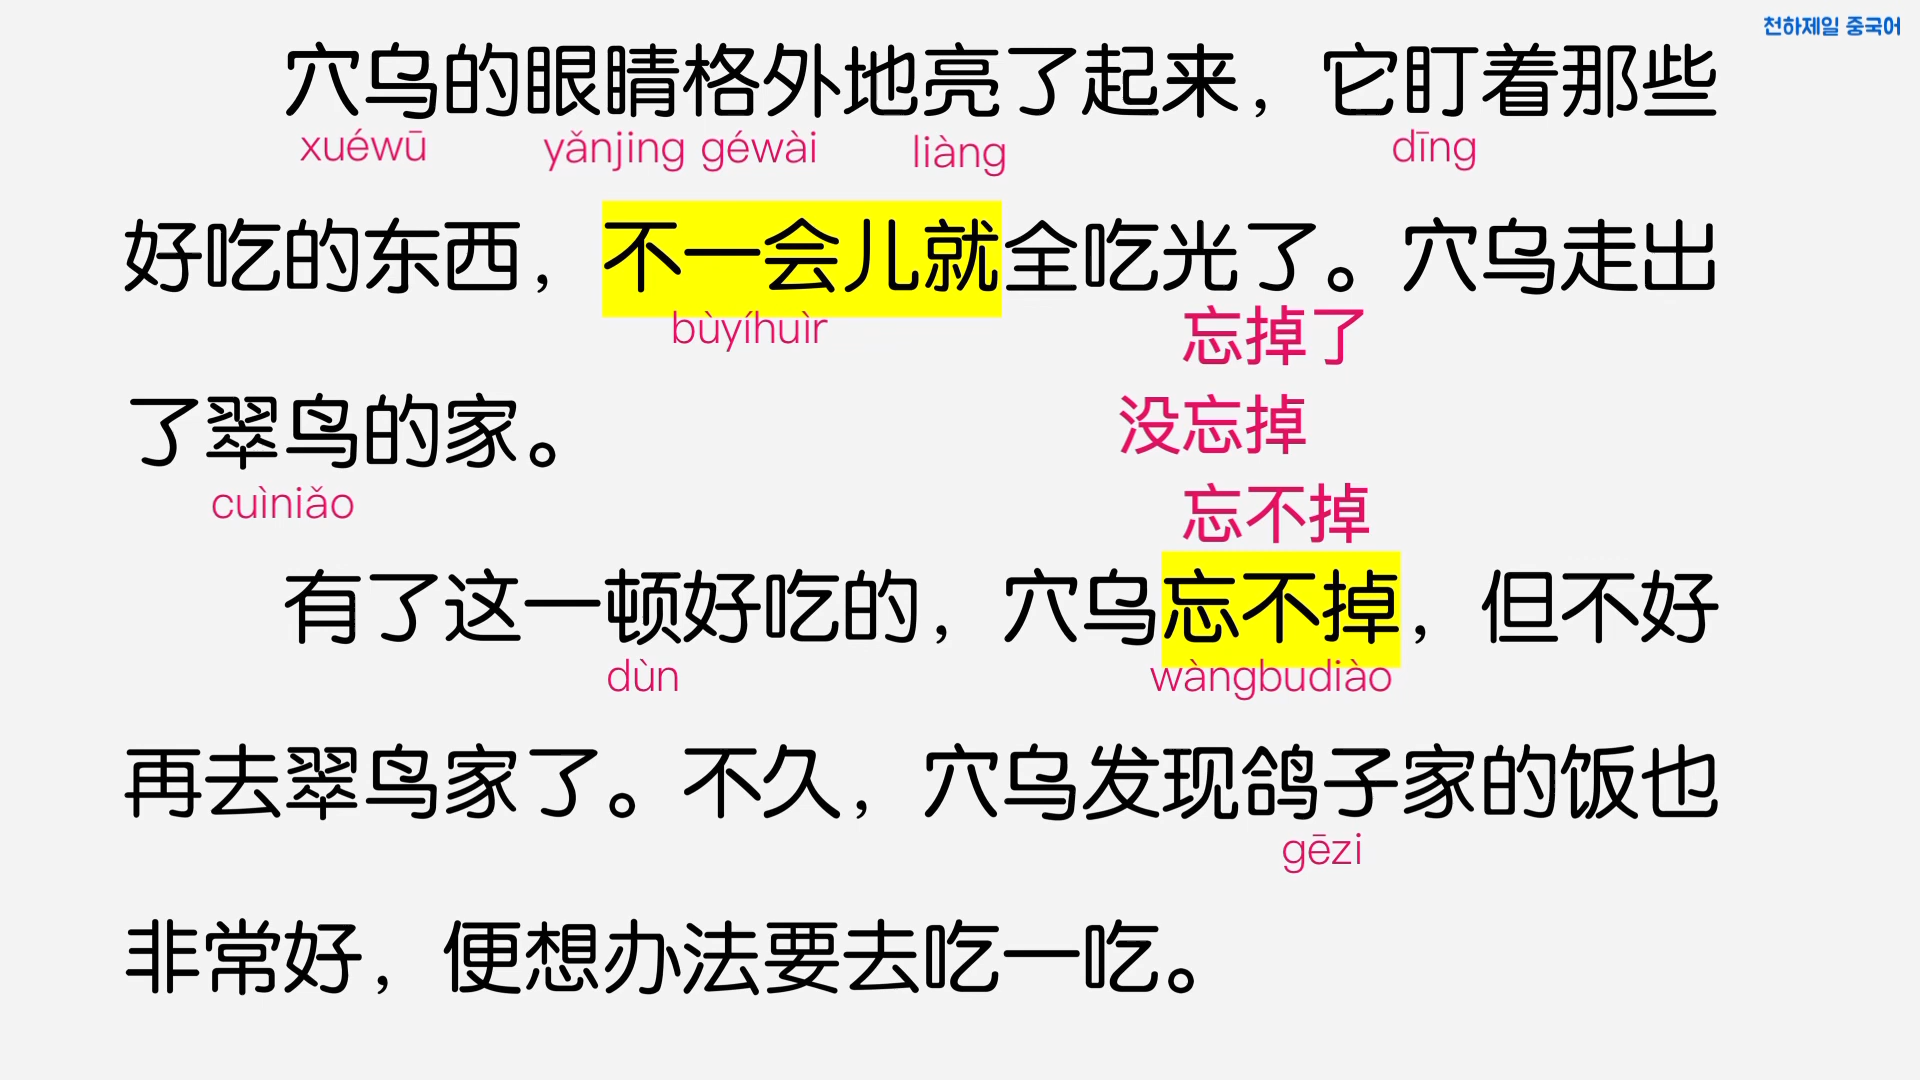 천하제일 중국어
穴乌的眼睛格外地亮了起来，它盯着那些
xuéwū yǎnjing géwài liàng dīng
好吃的东西，不一会儿就全吃光了。穴乌走出
bùyíhuìr
忘掉了
没忘掉
了翠鸟的家。
cuìniǎo
忘不掉
有了这一顿好吃的，穴乌忘不掉，但不好
dùn wàngbudiào
再去翠鸟家了。不久，穴乌发现鸽子家的饭也
gēzi
非常好，便想办法要去吃一吃。